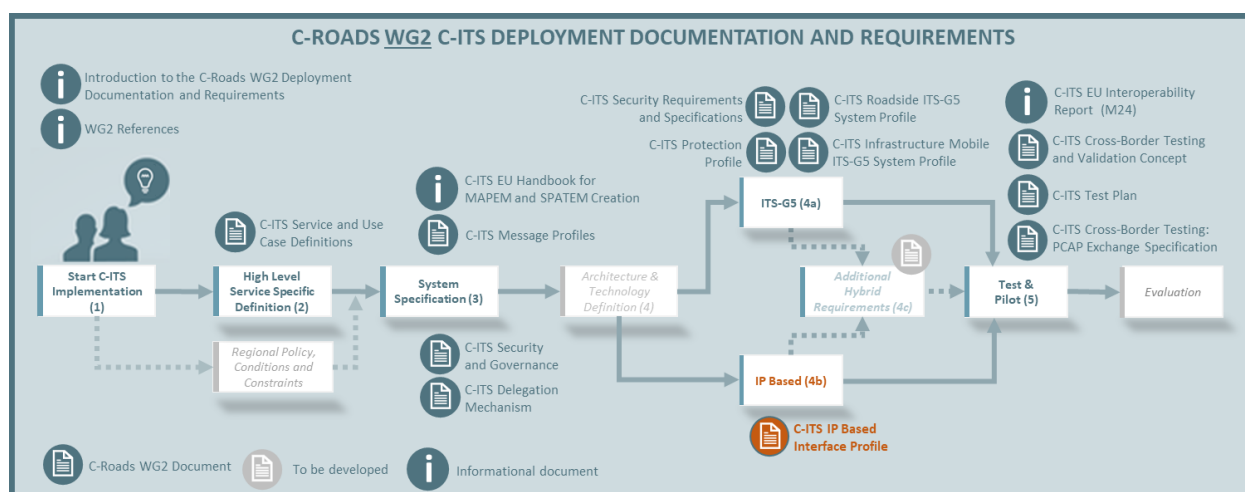 C-ROADS WG2 C-ITS DEPLOYMENT DOCUMENTATION AND REQUIREMENTS
Introduction to the C-Roads WG2 Deployment
Documentation and Requirements
WG2 References
C-ITS Service and Use
Case Definitions
C-ITS EU Handbook for
MAPEM and SPATEM Creation
C-ITS Message Profiles
C-ITS Security Requirements
and Specifications
C-ITS Roadside ITS-G5
System Profile
C-ITS Protection
Profile
C-ITS Infrastructure Mobile
ITS-G5 System Profile
C-ITS EU Interoperability
Report (M24)
C-ITS Cross-Border Testing
and Validation Concept
C-ITS Test Plan
C-ITS Cross-Border Testing:
PCAP Exchange Specification
Start C-ITS
Implementation
(1)
High Level
Service Specific
Definition (2)
System
Specification (3)
Architecture &
Technology
Definition (4)
ITS-G5 (4a)
Additional
Hybrid
Requirements (4c)
Test &
Pilot (5)
Evaluation
Regional Policy,
Conditions and
Constraints
C-ITS Security
and Governance
C-ITS Delegation
Mechanism
IP Based (4b)
C-ITS IP Based
Interface Profile
C-Roads WG2 Document
To be developed
Informational document